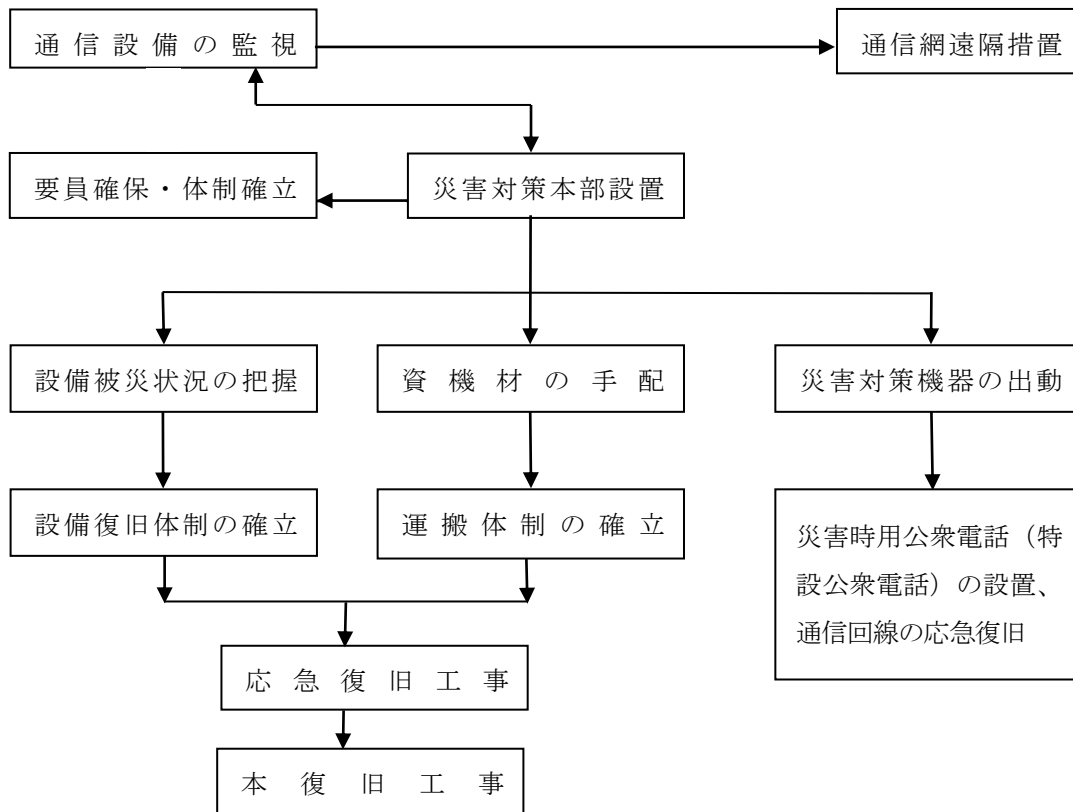 通信設備の監視
通信網遠隔措置
要員確保・体制確立
災害対策本部設置
設備被災状況の把握
資機材の手配
災害対策機器の出動
設備復旧体制の確立
運搬体制の確立
災害時用公衆電話（特
設公衆電話）の設置、
通信回線の応急復旧
応急復旧工事
本復旧工事